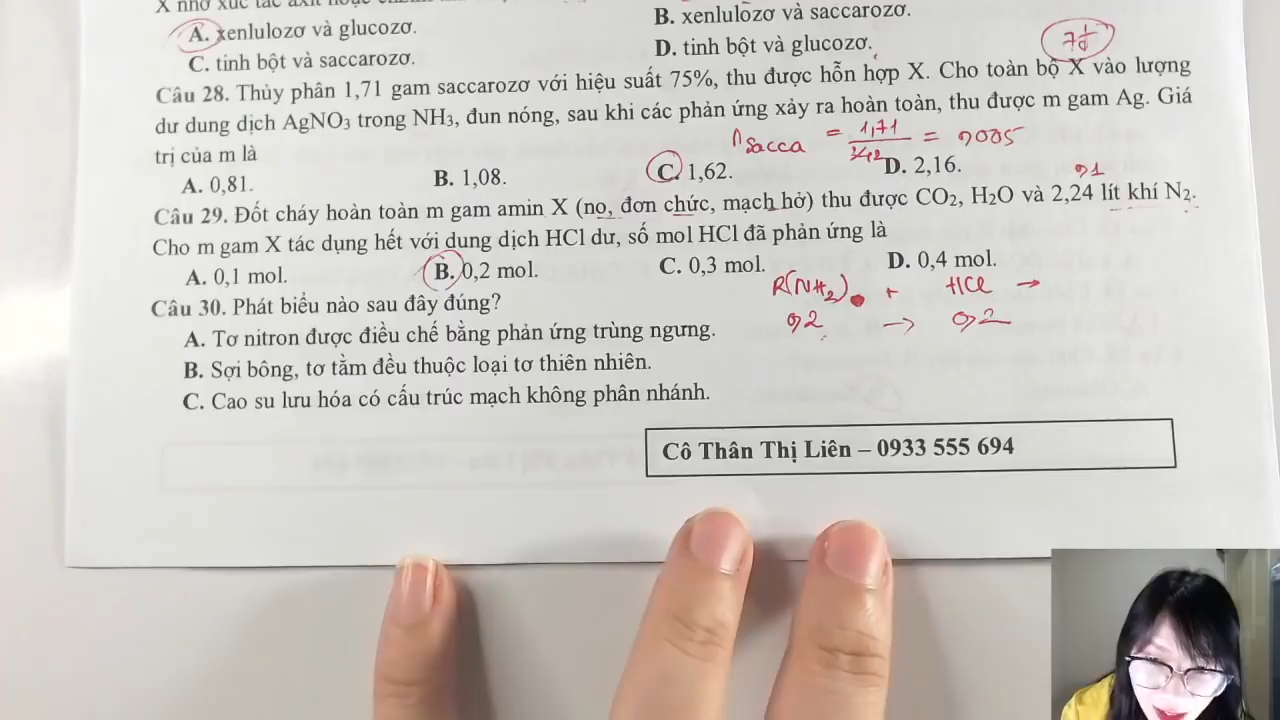 X nhờ xúc tác axit hoặc
A. xenlulozơ và glucozơ.
B. xenlulozơ và saccarozơ.
C. tinh bột và saccarozơ.
D. tinh bột và glucozơ.
Câu 28. Thủy phân 1,71 gam saccarozơ với hiệu suất 75%, thu được hỗn hợp X. Cho toàn bộ X vào lượng
dư dung dịch AgNO3 trong NH3, đun nóng, sau khi các phản ứng xảy ra hoàn toàn, thu được m gam Ag. Giá
trị của m là
n Sacca = 1,71 / 342 = 0,005
A. 0,81.
B. 1,08.
C. 1,62.
D. 2,16.
0,1
Câu 29. Đốt cháy hoàn toàn m gam amin X (no, đơn chức, mạch hở) thu được CO2, H2O và 2,24 lít khí N2.
Cho m gam X tác dụng hết với dung dịch HCl dư, số mol HCl đã phản ứng là
A. 0,1 mol.
B. 0,2 mol.
C. 0,3 mol.
D. 0,4 mol.
R(NH2) + HCl →
0,2 → 0,2
Câu 30. Phát biểu nào sau đây đúng?
A. Tơ nitron được điều chế bằng phản ứng trùng ngưng.
B. Sợi bông, tơ tằm đều thuộc loại tơ thiên nhiên.
C. Cao su lưu hóa có cấu trúc mạch không phân nhánh.
Cô Thân Thị Liên – 0933 555 694